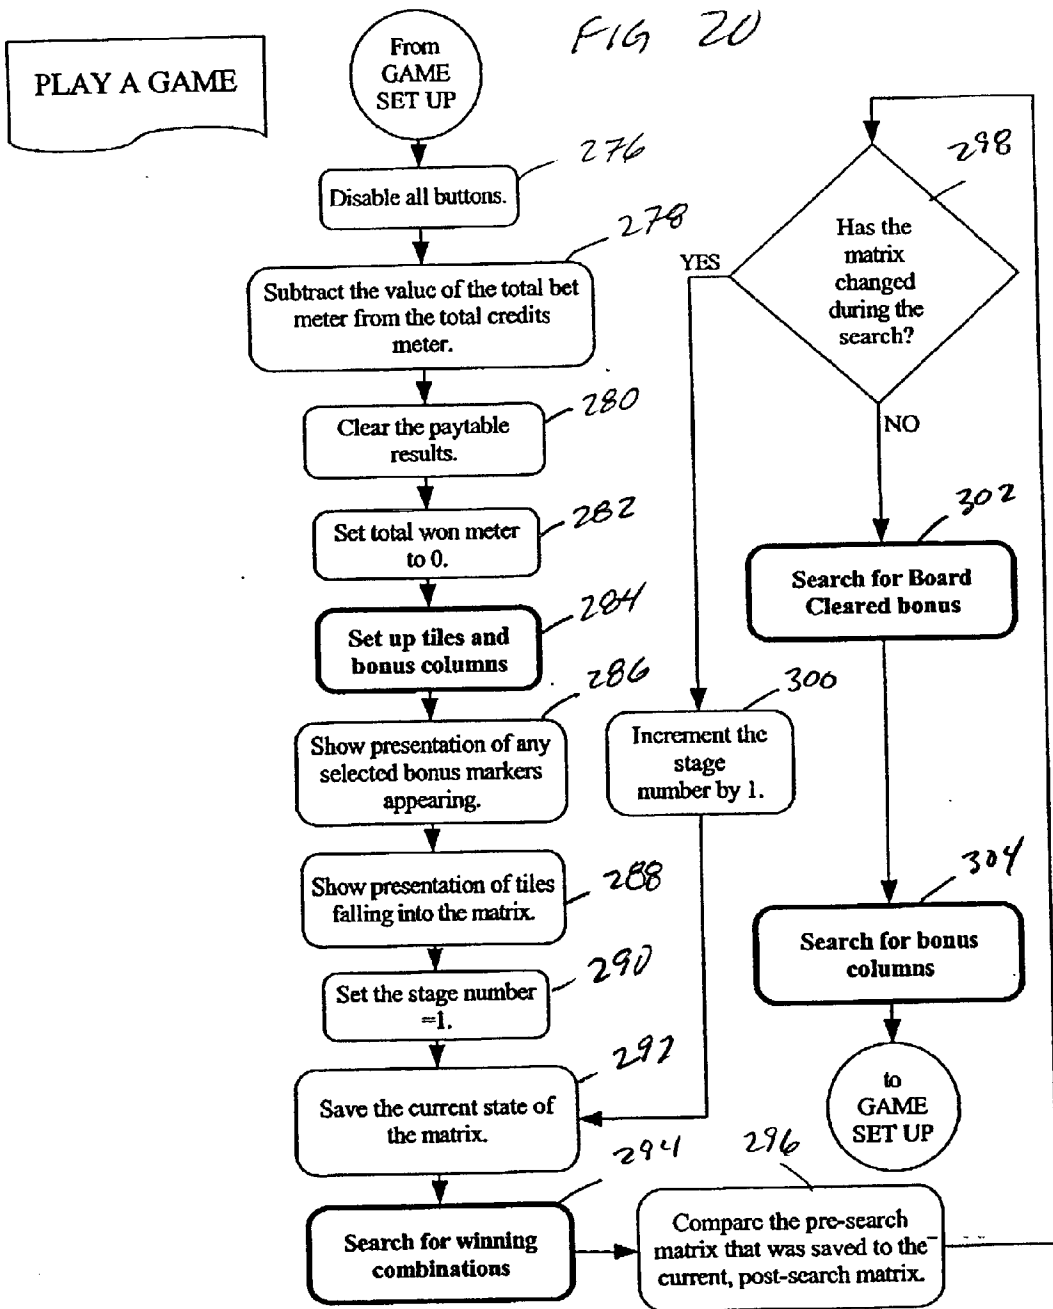 FIG 20
PLAY A GAME
From
GAME
SET UP
276
Disable all buttons.
278
Subtract the value of the total bet
meter from the total credits
meter.
280
Clear the paytable
results.
282
Set total won meter
to 0.
284
Set up tiles and
bonus columns
286
Show presentation of any
selected bonus markers
appearing.
288
Show presentation of tiles
falling into the matrix.
290
Set the stage number
=1.
292
Save the current state of
the matrix.
294
Search for winning
combinations
296
Compare the pre-search
matrix that was saved to the
current, post-search matrix.
298
Has the
matrix
changed
during the
search?
YES
NO
300
Increment the
stage
number by 1.
302
Search for Board
Cleared bonus
304
Search for bonus
columns
to
GAME
SET UP